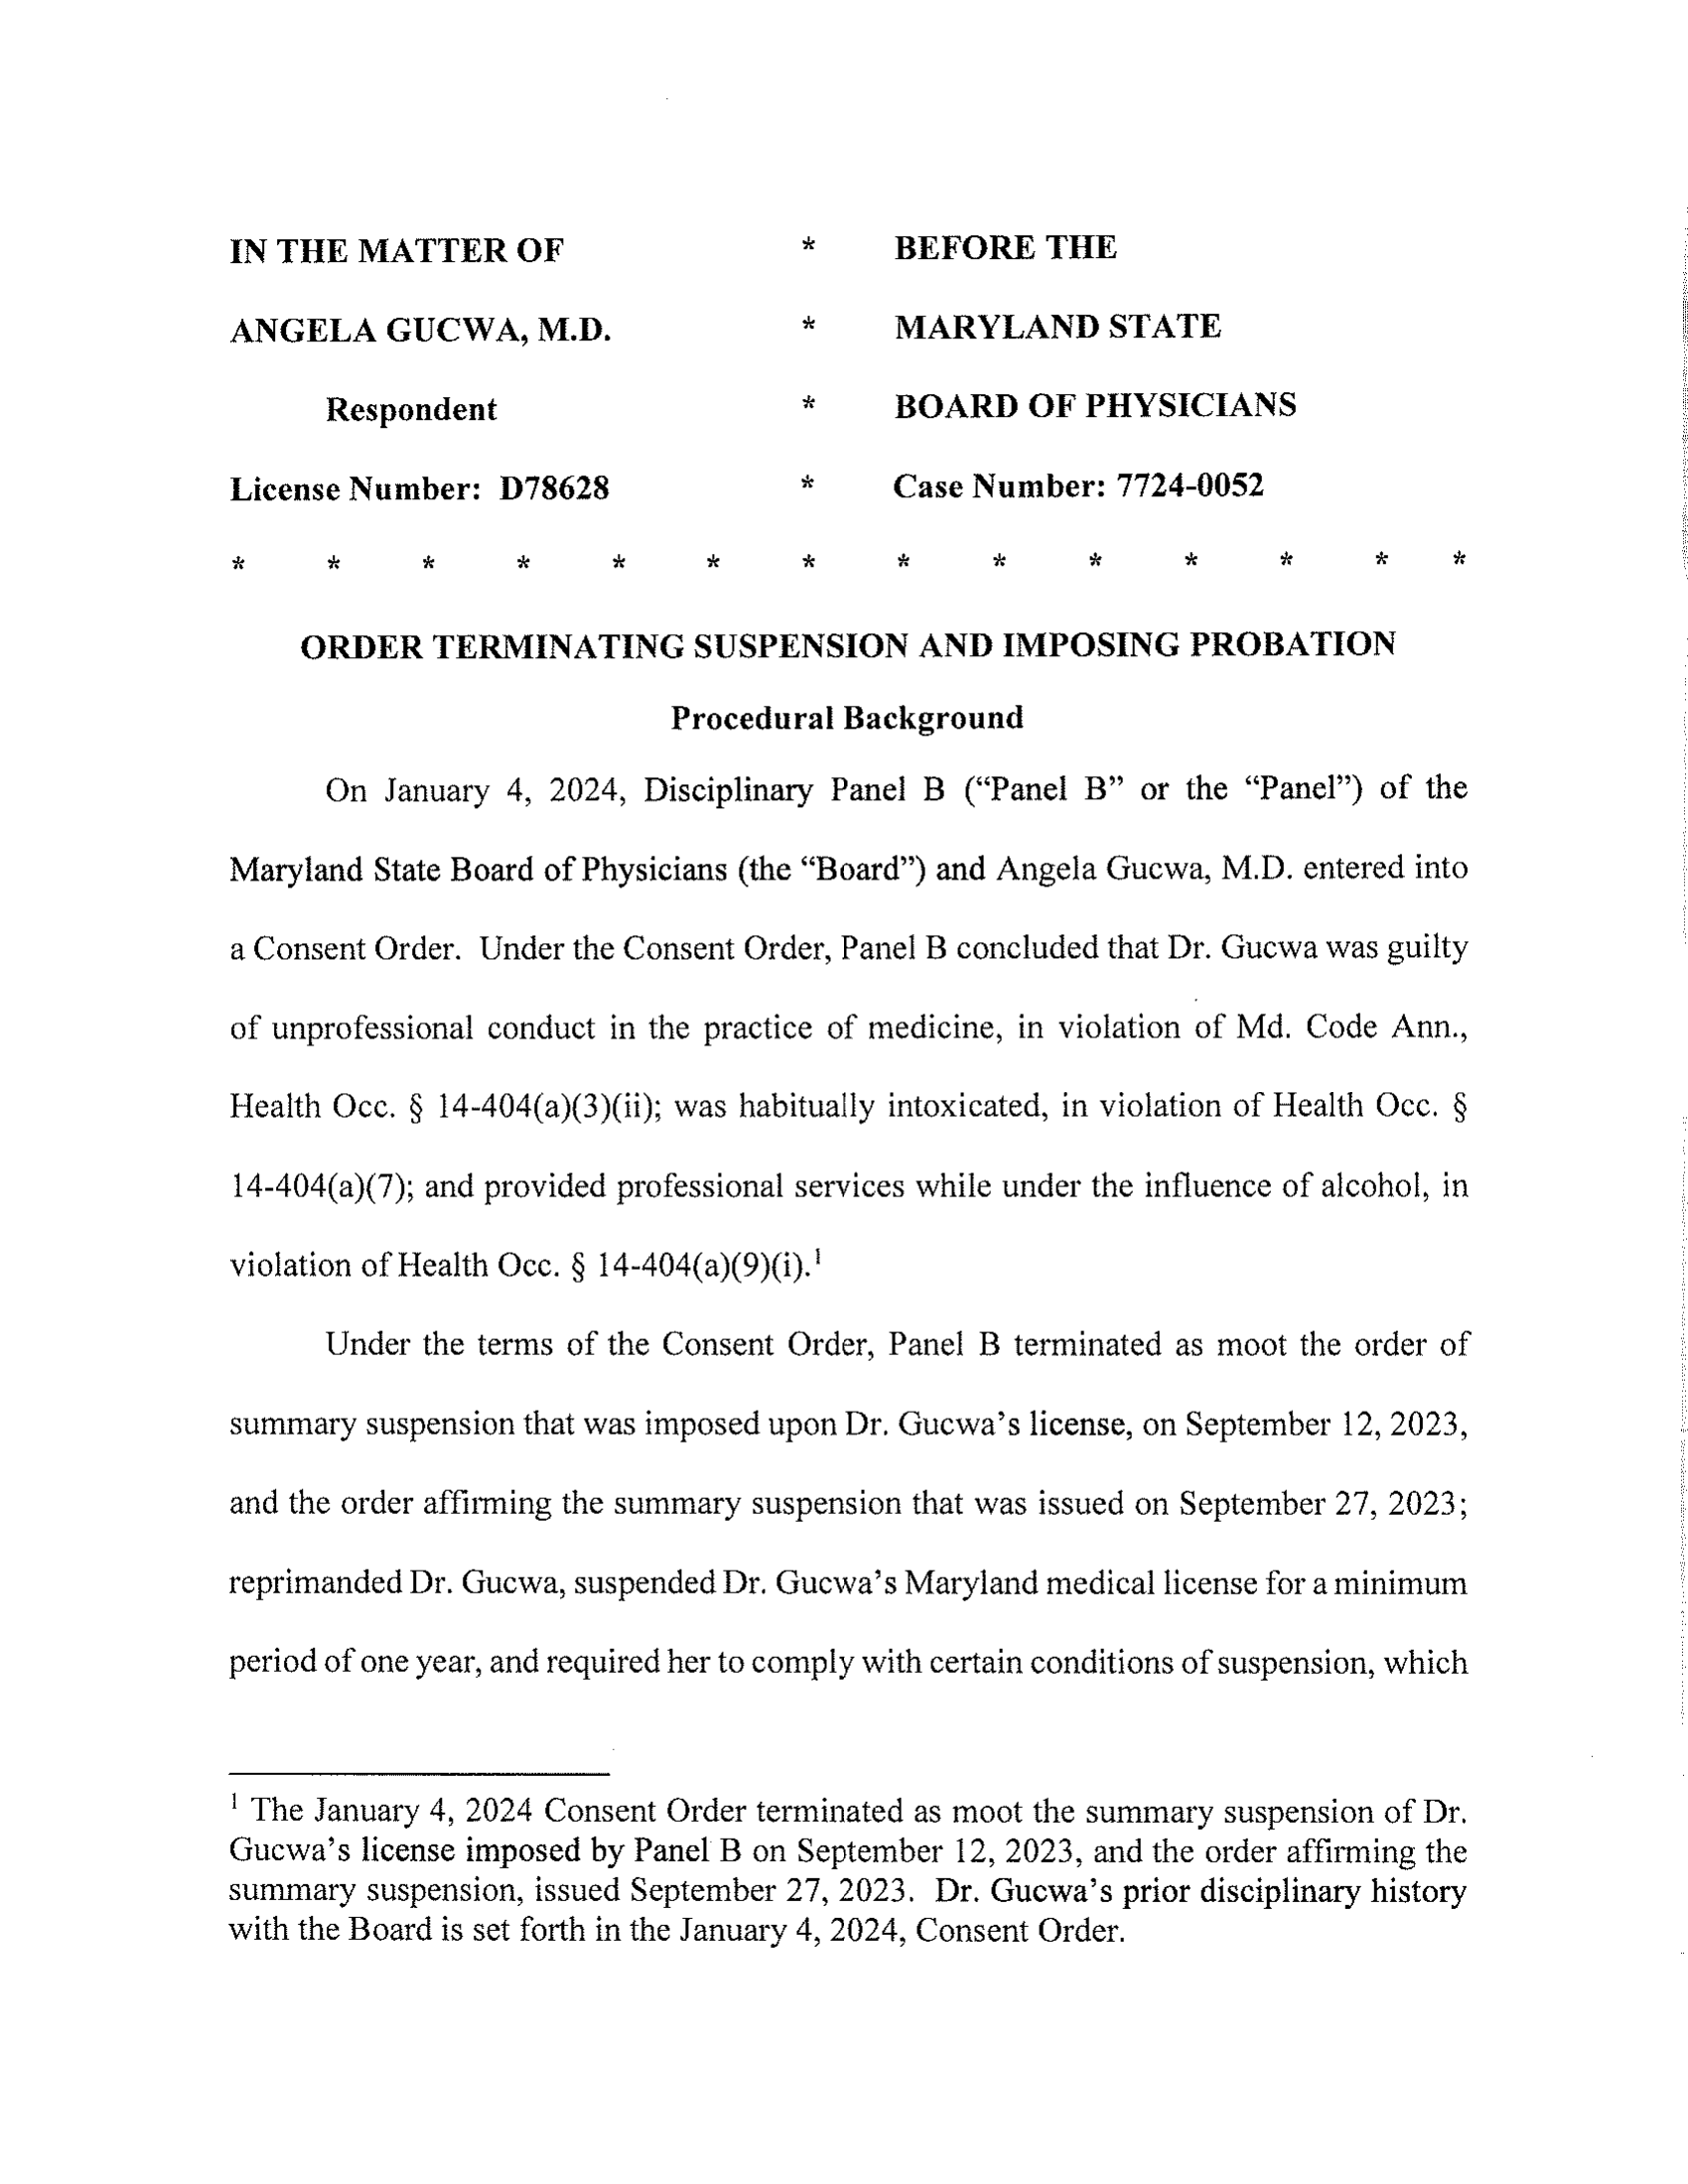 IN THE MATTER OF * BEFORE THE
ANGELA GUCWA, M.D. * MARYLAND STATE
Respondent * BOARD OF PHYSICIANS
License Number: D78628 * Case Number: 7724-0052
* * * * * * * * * * * * * *
ORDER TERMINATING SUSPENSION AND IMPOSING PROBATION
Procedural Background
On January 4, 2024, Disciplinary Panel B (“Panel B” or the “Panel”) of the
Maryland State Board of Physicians (the “Board”) and Angela Gucwa, M.D. entered into
a Consent Order. Under the Consent Order, Panel B concluded that Dr. Gucwa was guilty
of unprofessional conduct in the practice of medicine, in violation of Md. Code Ann.,
Health Occ. § 14-404(a)(3)(ii); was habitually intoxicated, in violation of Health Occ. §
14-404(a)(7); and provided professional services while under the influence of alcohol, in
violation of Health Occ. § 14-404(a)(9)(i).¹
Under the terms of the Consent Order, Panel B terminated as moot the order of
summary suspension that was imposed upon Dr. Gucwa’s license, on September 12, 2023,
and the order affirming the summary suspension that was issued on September 27, 2023;
reprimanded Dr. Gucwa, suspended Dr. Gucwa’s Maryland medical license for a minimum
period of one year, and required her to comply with certain conditions of suspension, which
¹ The January 4, 2024 Consent Order terminated as moot the summary suspension of Dr.
Gucwa’s license imposed by Panel B on September 12, 2023, and the order affirming the
summary suspension, issued September 27, 2023. Dr. Gucwa’s prior disciplinary history
with the Board is set forth in the January 4, 2024, Consent Order.